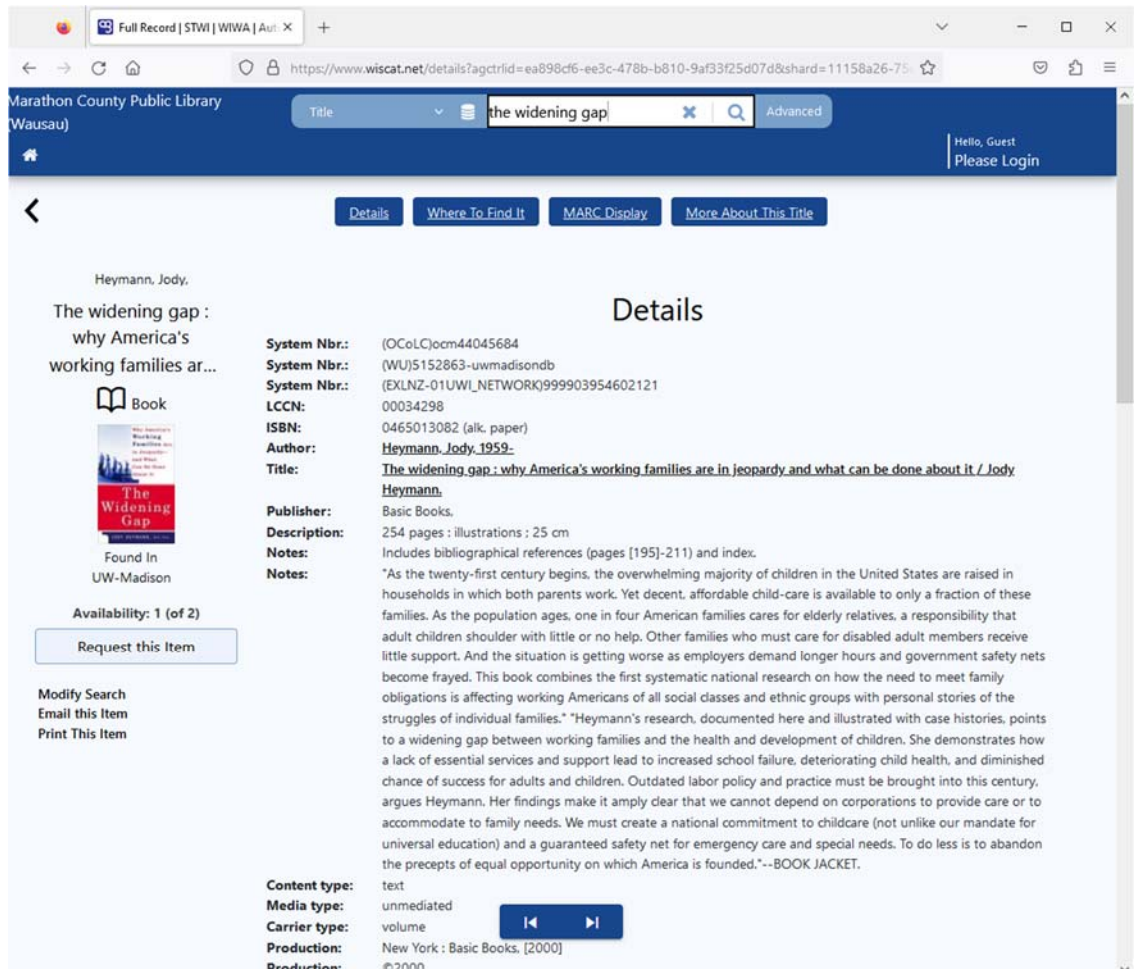 Full Record | STWI | WIWA | Aut
https://www.wiscat.net/details?agctrlid=ea898cf6-ee3c-478b-b810-9af33f25d07d&shard=11158a26-75
Marathon County Public Library
(Wausau)
Title
the widening gap
Advanced
Hello, Guest
Please Login
Details
Where To Find It
MARC Display
More About This Title
Heymann, Jody,
The widening gap :
why America's
working families ar...
Book
Why America's
Working
Families Are
in Jeopardy—
and What
Can Be Done
About It
The
Widening
Gap
Found In
UW-Madison
Availability: 1 (of 2)
Request this Item
Modify Search
Email this Item
Print This Item
Details
System Nbr.: (OCoLC)ocm44045684
System Nbr.: (WU)5152863-uwmadisondb
System Nbr.: (EXLNZ-01UWI_NETWORK)999903954602121
LCCN: 00034298
ISBN: 0465013082 (alk. paper)
Author: Heymann, Jody, 1959-
Title: The widening gap : why America's working families are in jeopardy and what can be done about it / Jody
Heymann.
Publisher: Basic Books,
Description: 254 pages : illustrations ; 25 cm
Notes: Includes bibliographical references (pages [195]-211) and index.
Notes: "As the twenty-first century begins, the overwhelming majority of children in the United States are raised in
households in which both parents work. Yet decent, affordable child-care is available to only a fraction of these
families. As the population ages, one in four American families cares for elderly relatives, a responsibility that
adult children shoulder with little or no help. Other families who must care for disabled adult members receive
little support. And the situation is getting worse as employers demand longer hours and government safety nets
become frayed. This book combines the first systematic national research on how the need to meet family
obligations is affecting working Americans of all social classes and ethnic groups with personal stories of the
struggles of individual families." "Heymann's research, documented here and illustrated with case histories, points
to a widening gap between working families and the health and development of children. She demonstrates how
a lack of essential services and support lead to increased school failure, deteriorating child health, and diminished
chance of success for adults and children. Outdated labor policy and practice must be brought into this century,
argues Heymann. Her findings make it amply clear that we cannot depend on corporations to provide care or to
accommodate to family needs. We must create a national commitment to childcare (not unlike our mandate for
universal education) and a guaranteed safety net for emergency care and special needs. To do less is to abandon
the precepts of equal opportunity on which America is founded."--BOOK JACKET.
Content type: text
Media type: unmediated
Carrier type: volume
Production: New York : Basic Books, [2000]
Production: ©2000